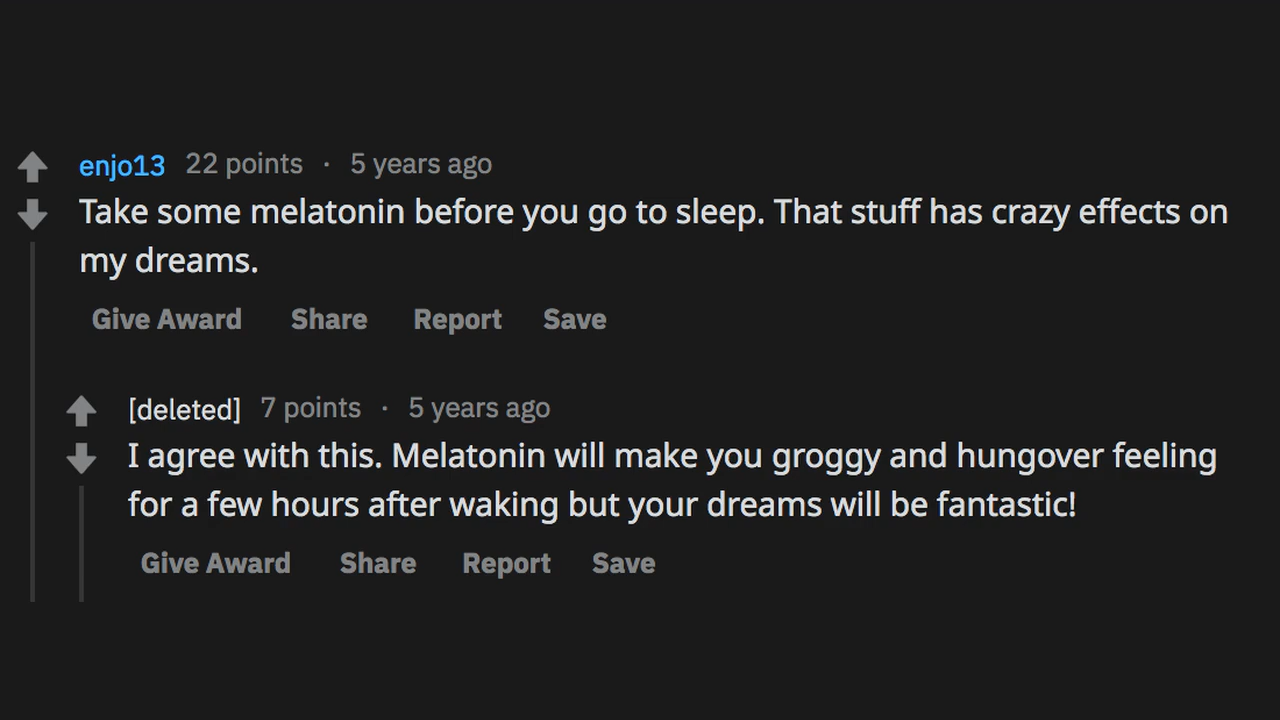 enjo13 22 points · 5 years ago
Take some melatonin before you go to sleep. That stuff has crazy effects on
my dreams.
Give Award Share Report Save
[deleted] 7 points · 5 years ago
I agree with this. Melatonin will make you groggy and hungover feeling
for a few hours after waking but your dreams will be fantastic!
Give Award Share Report Save